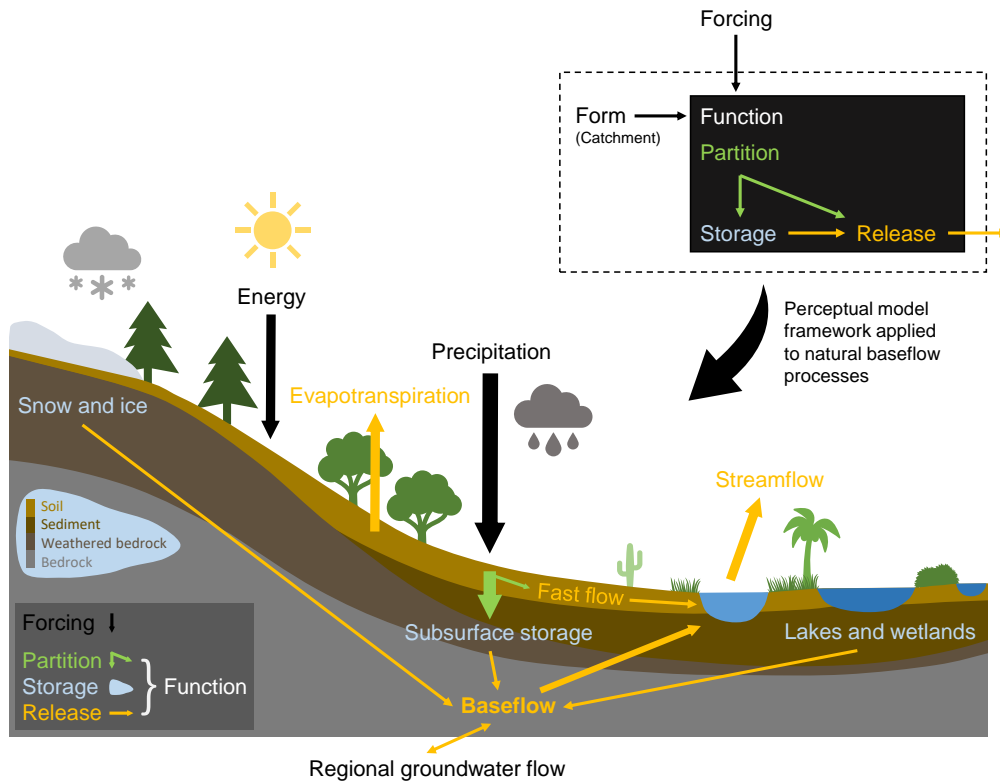 Forcing
Form
(Catchment)
Function
Partition
Storage
Release
Perceptual model
framework applied
to natural baseflow
processes
Energy
Precipitation
Evapotranspiration
Snow and ice
Streamflow
Soil
Sediment
Weathered bedrock
Bedrock
Fast flow
Subsurface storage
Lakes and wetlands
Forcing
Partition
Storage
Release
Function
Baseflow
Regional groundwater flow